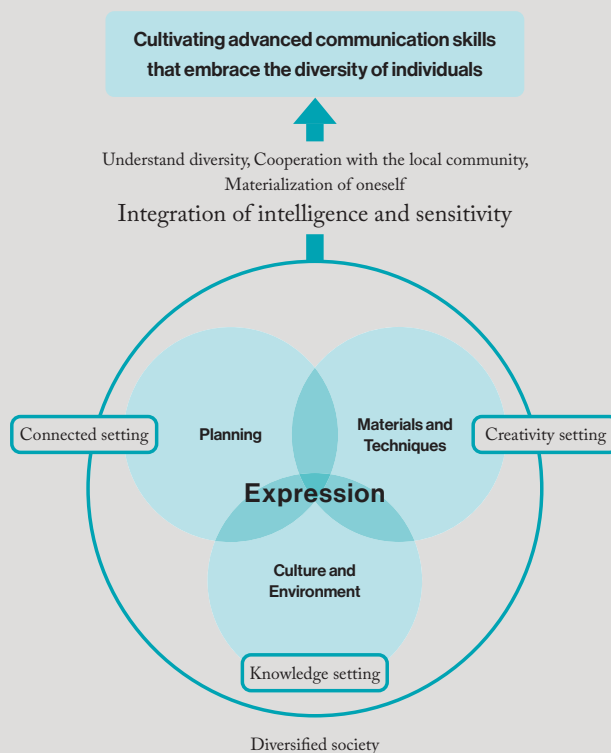 Cultivating advanced communication skills
that embrace the diversity of individuals
Understand diversity, Cooperation with the local community,
Materialization of oneself
Integration of intelligence and sensitivity
Connected setting
Planning
Materials and
Techniques
Creativity setting
Expression
Culture and
Environment
Knowledge setting
Diversified society